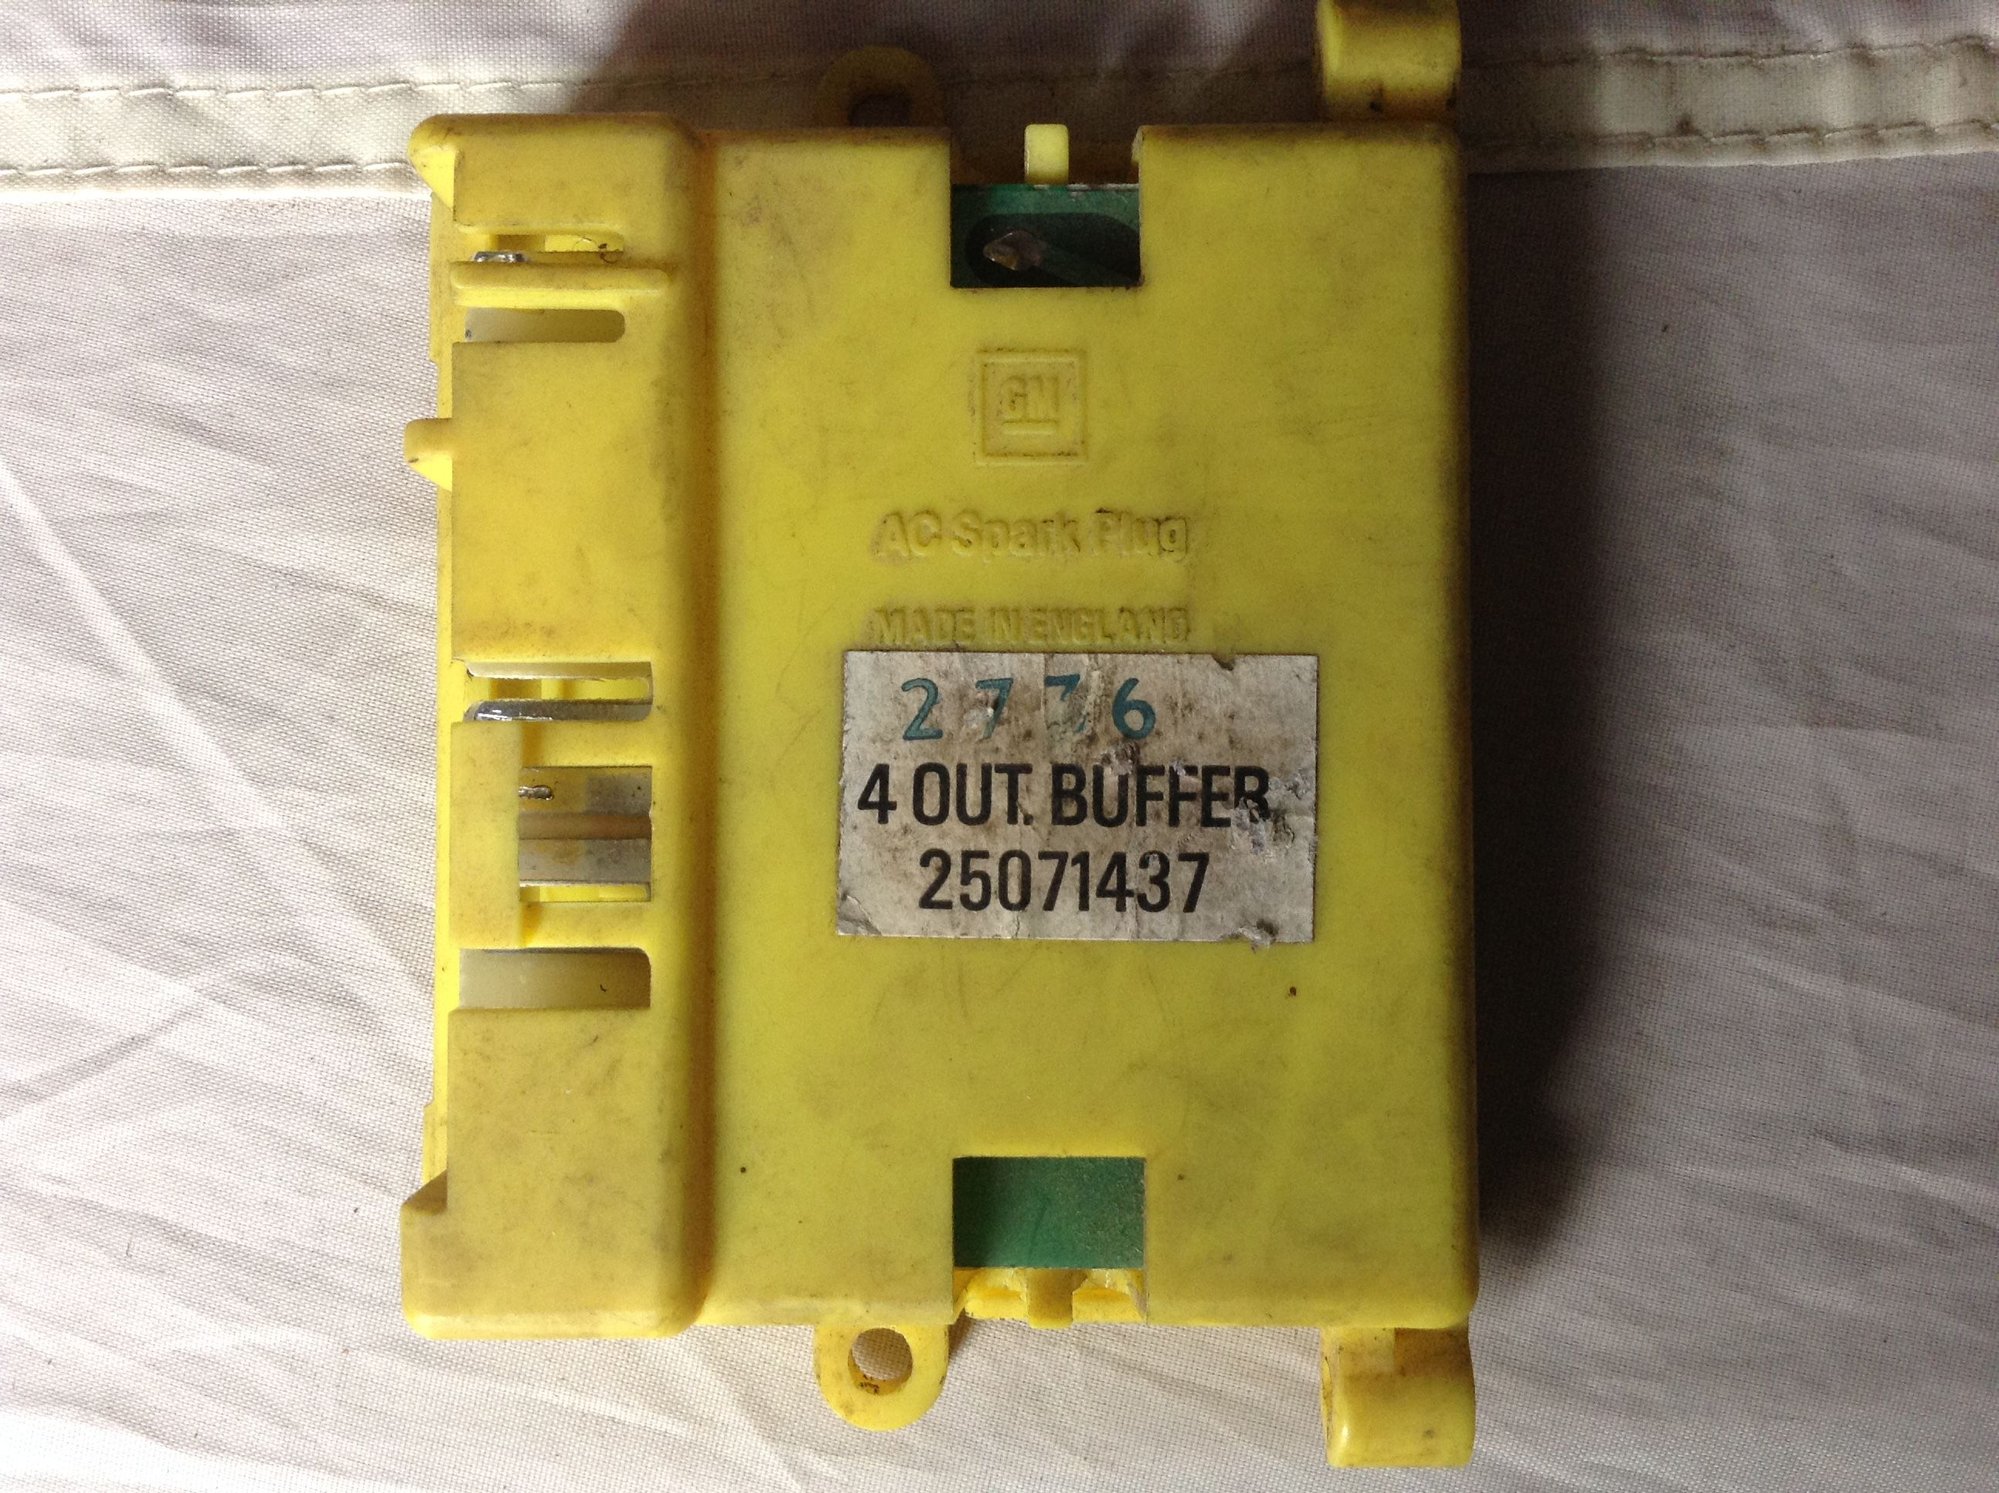 GM
AC Spark Plug
MADE IN ENGLAND
2776
4 OUT. BUFFER
25071437